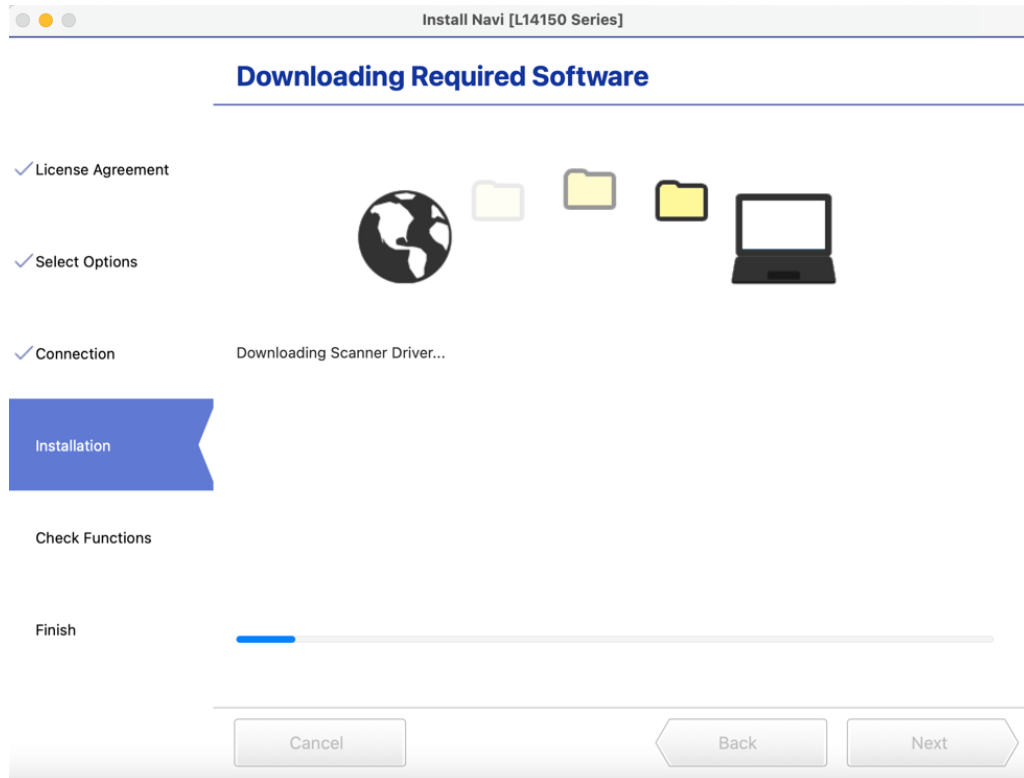 Install Navi [L14150 Series]
Downloading Required Software
License Agreement
Select Options
Connection
Downloading Scanner Driver...
Installation
Check Functions
Finish
Cancel
Back
Next